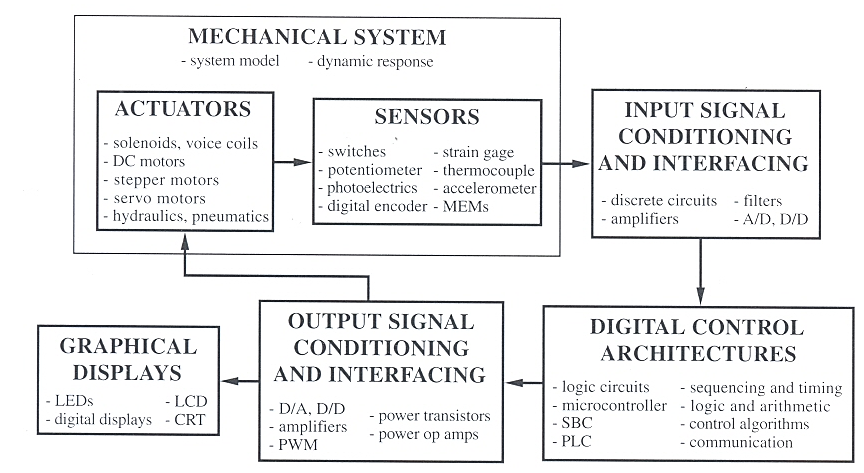 MECHANICAL SYSTEM
- system model - dynamic response
ACTUATORS
- solenoids, voice coils
- DC motors
- stepper motors
- servo motors
- hydraulics, pneumatics
SENSORS
- switches - strain gage
- potentiometer - thermocouple
- photoelectrics - accelerometer
- digital encoder - MEMs
INPUT SIGNAL
CONDITIONING
AND INTERFACING
- discrete circuits - filters
- amplifiers - A/D, D/D
GRAPHICAL
DISPLAYS
- LEDs - LCD
- digital displays - CRT
OUTPUT SIGNAL
CONDITIONING
AND INTERFACING
- D/A, D/D - power transistors
- amplifiers - power op amps
- PWM
DIGITAL CONTROL
ARCHITECTURES
- logic circuits - sequencing and timing
- microcontroller - logic and arithmetic
- SBC - control algorithms
- PLC - communication